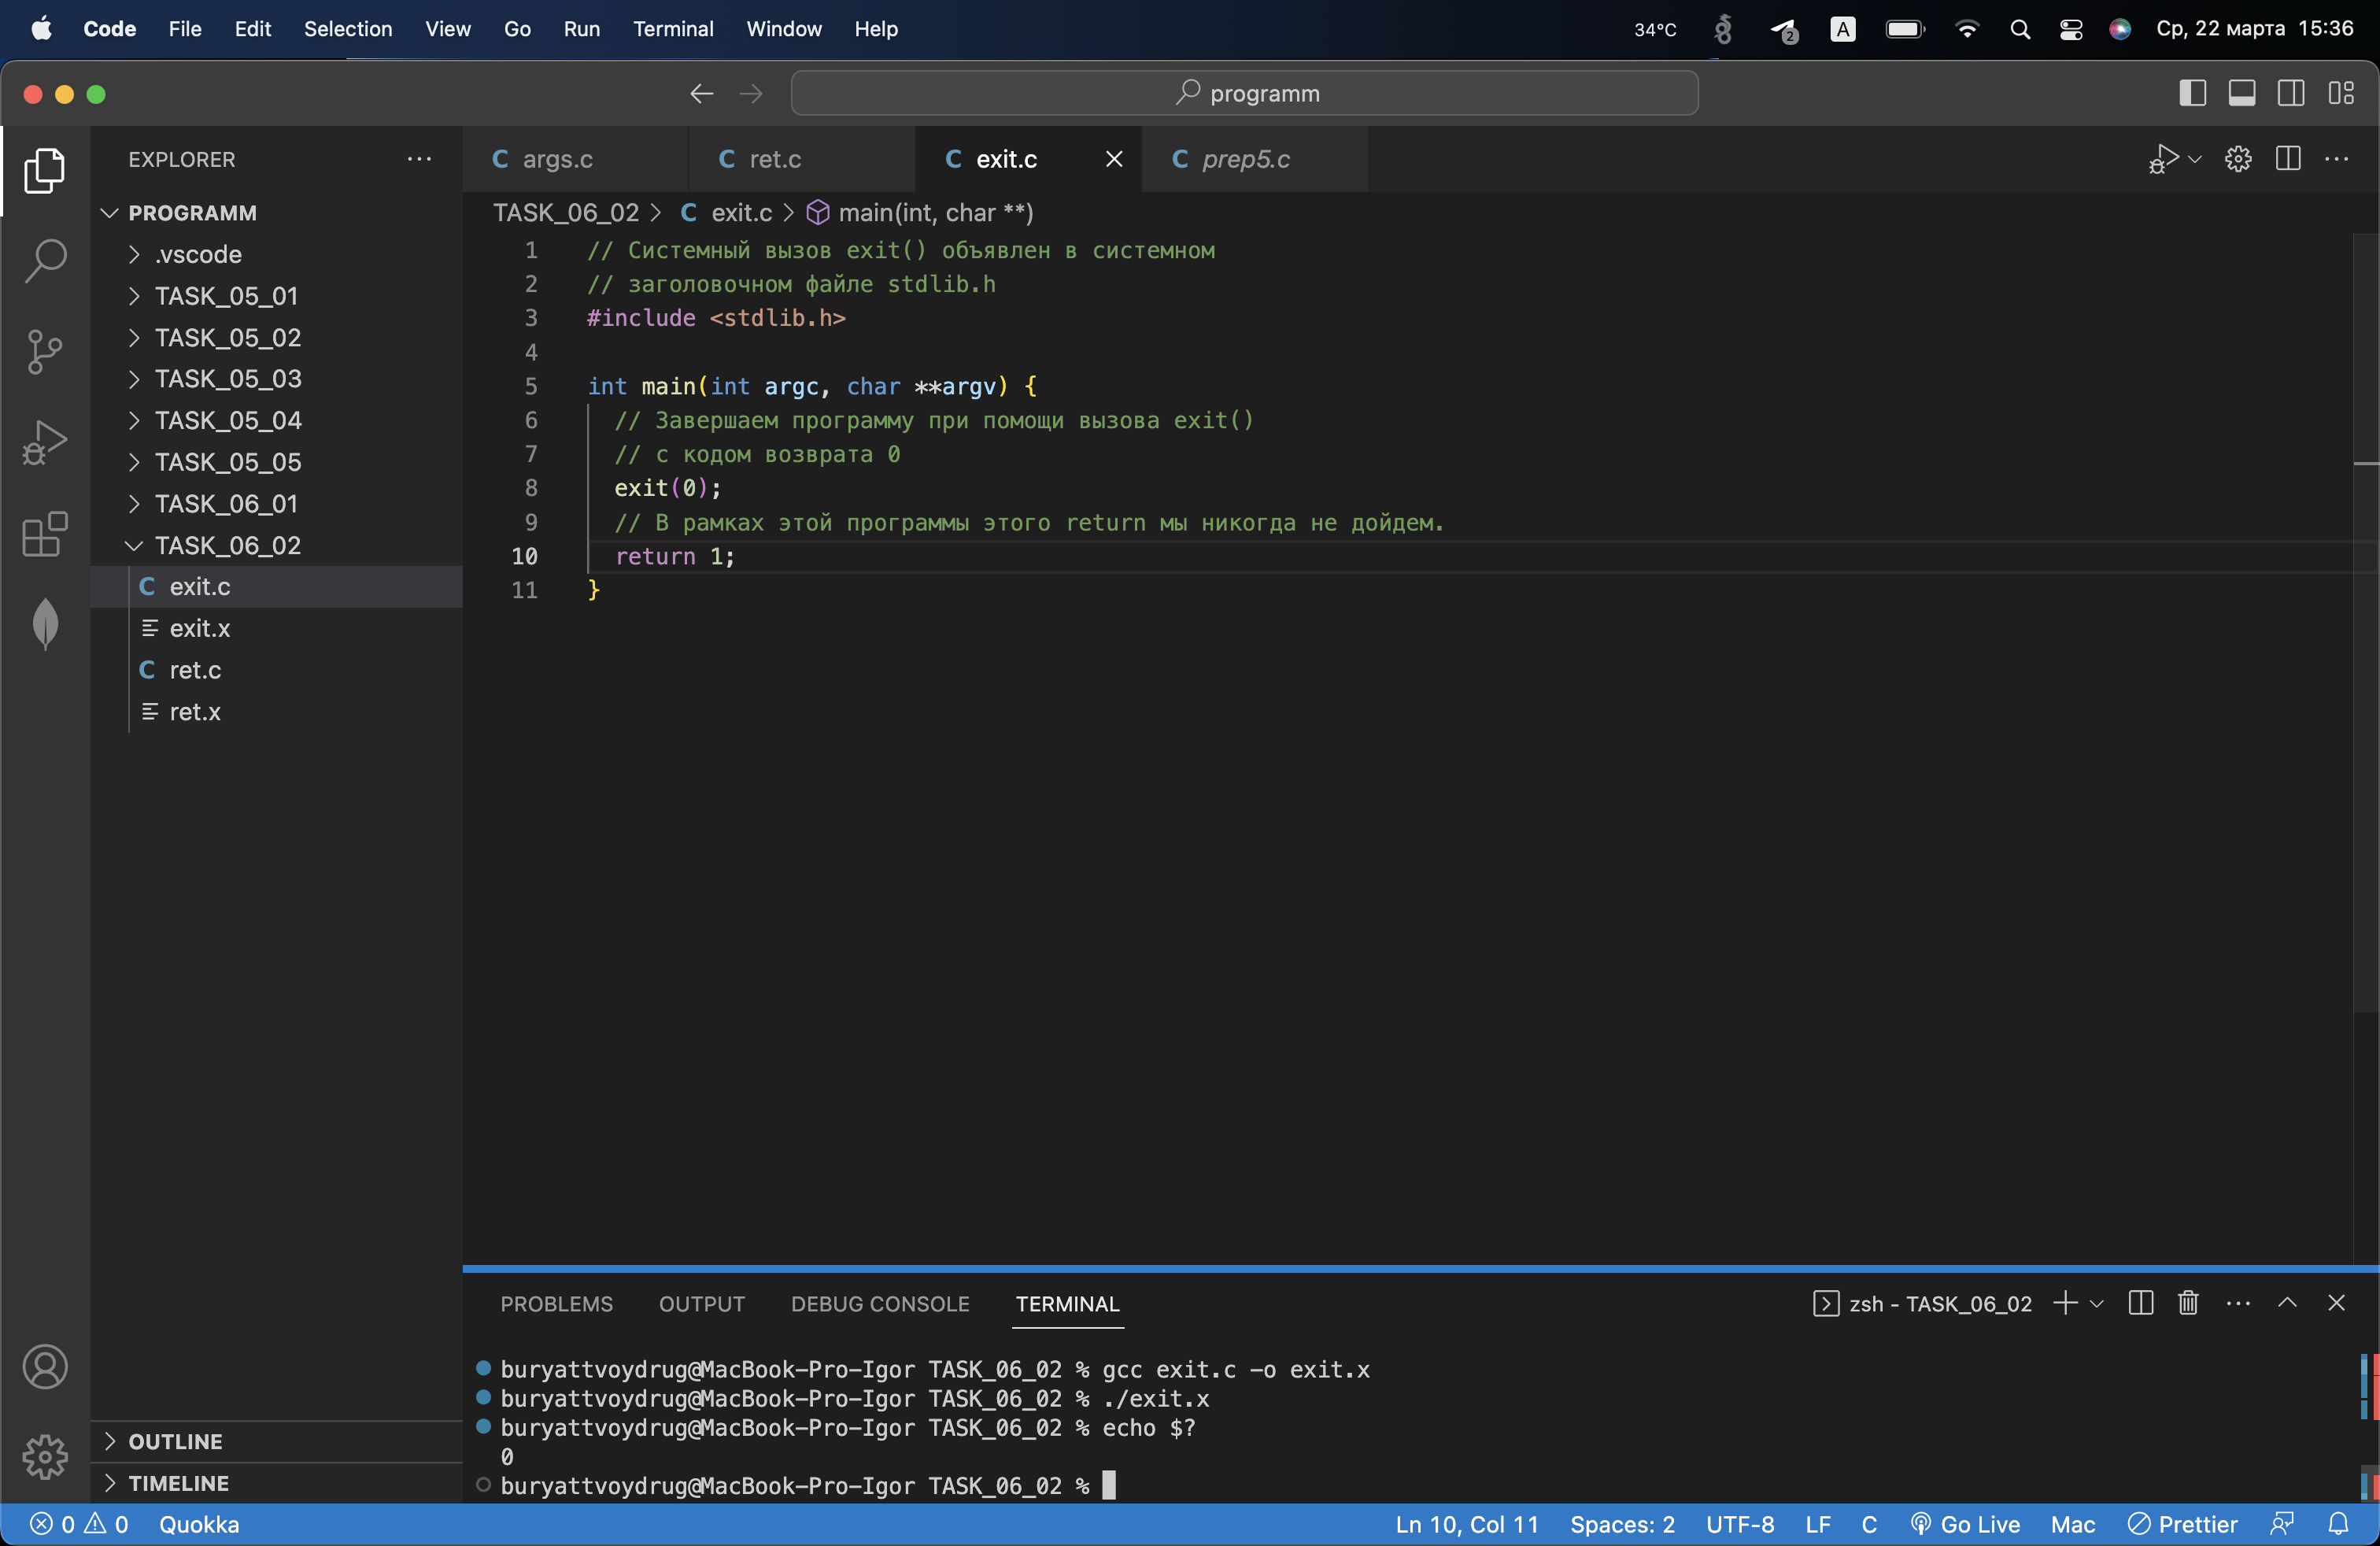 Code File Edit Selection View Go Run Terminal Window Help 34°C 2 A Ср, 22 марта 15:36
programm
EXPLORER
PROGRAMM
.vscode
TASK_05_01
TASK_05_02
TASK_05_03
TASK_05_04
TASK_05_05
TASK_06_01
TASK_06_02
C exit.c
exit.x
C ret.c
ret.x
OUTLINE
TIMELINE
C args.c C ret.c C exit.c C prep5.c
TASK_06_02 > C exit.c > main(int, char **)
1 // Системный вызов exit() объявлен в системном
2 // заголовочном файле stdlib.h
3 #include <stdlib.h>
4
5 int main(int argc, char **argv) {
6 // Завершаем программу при помощи вызова exit()
7 // с кодом возврата 0
8 exit(0);
9 // В рамках этой программы этого return мы никогда не дойдем.
10 return 1;
11 }
PROBLEMS OUTPUT DEBUG CONSOLE TERMINAL zsh - TASK_06_02
buryattvoydrug@MacBook-Pro-Igor TASK_06_02 % gcc exit.c -o exit.x
buryattvoydrug@MacBook-Pro-Igor TASK_06_02 % ./exit.x
buryattvoydrug@MacBook-Pro-Igor TASK_06_02 % echo $?
0
buryattvoydrug@MacBook-Pro-Igor TASK_06_02 %
0 0 Quokka Ln 10, Col 11 Spaces: 2 UTF-8 LF C Go Live Mac Prettier